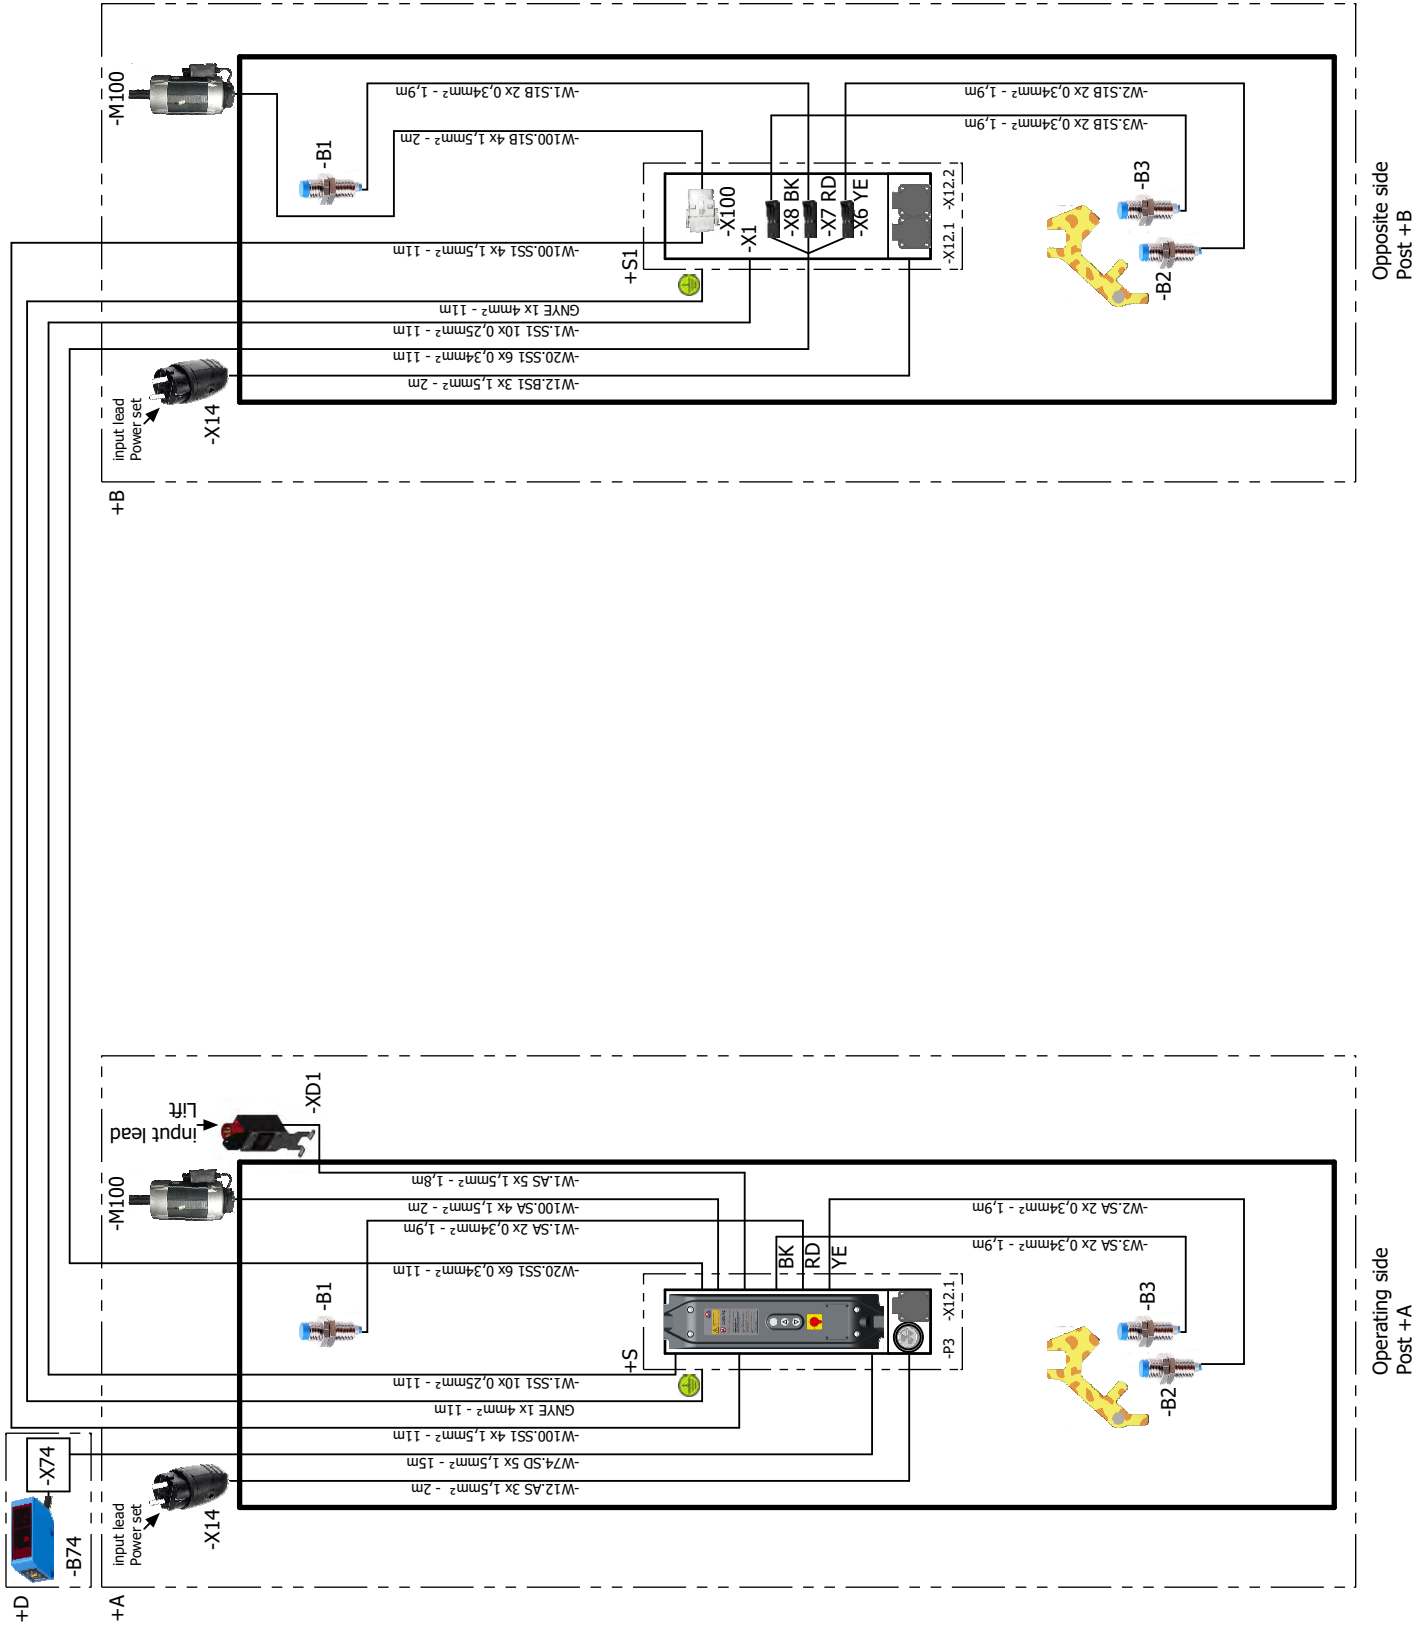 -M100
-W1.S1B 2x 0,34mm² - 1,9m
-W2.S1B 2x 0,34mm² - 1,9m
-W3.S1B 2x 0,34mm² - 1,9m
-W100.S1B 4x 1,5mm² - 2m
-B1
-B3
-B2
-X100
-X1
-X8 BK
-X7 RD
-X6 YE
-X12.1
-X12.2
+S1
-W100.SS1 4x 1,5mm² - 11m
GNYE 1x 4mm² - 11m
-W1.SS1 10x 0,25mm² - 11m
-W20.SS1 6x 0,34mm² - 11m
-W12.BS1 3x 1,5mm² - 2m
input lead
Power set
-X14
+B
Opposite side
Post +B
input lead
Lift
-XD1
-M100
-W1.AS 5x 1,5mm² - 1,8m
-W100.SA 4x 1,5mm² - 2m
-W1.SA 2x 0,34mm² - 1,9m
-W20.SS1 6x 0,34mm² - 11m
-W2.SA 2x 0,34mm² - 1,9m
-W3.SA 2x 0,34mm² - 1,9m
BK
RD
YE
-B1
-B3
-B2
+S
-P3
-X12.1
-W1.SS1 10x 0,25mm² - 11m
GNYE 1x 4mm² - 11m
-W100.SS1 4x 1,5mm² - 11m
-W74.SD 5x 1,5mm² - 15m
-W12.AS 3x 1,5mm² - 2m
-X74
-B74
+D
input lead
Power set
-X14
+A
Operating side
Post +A